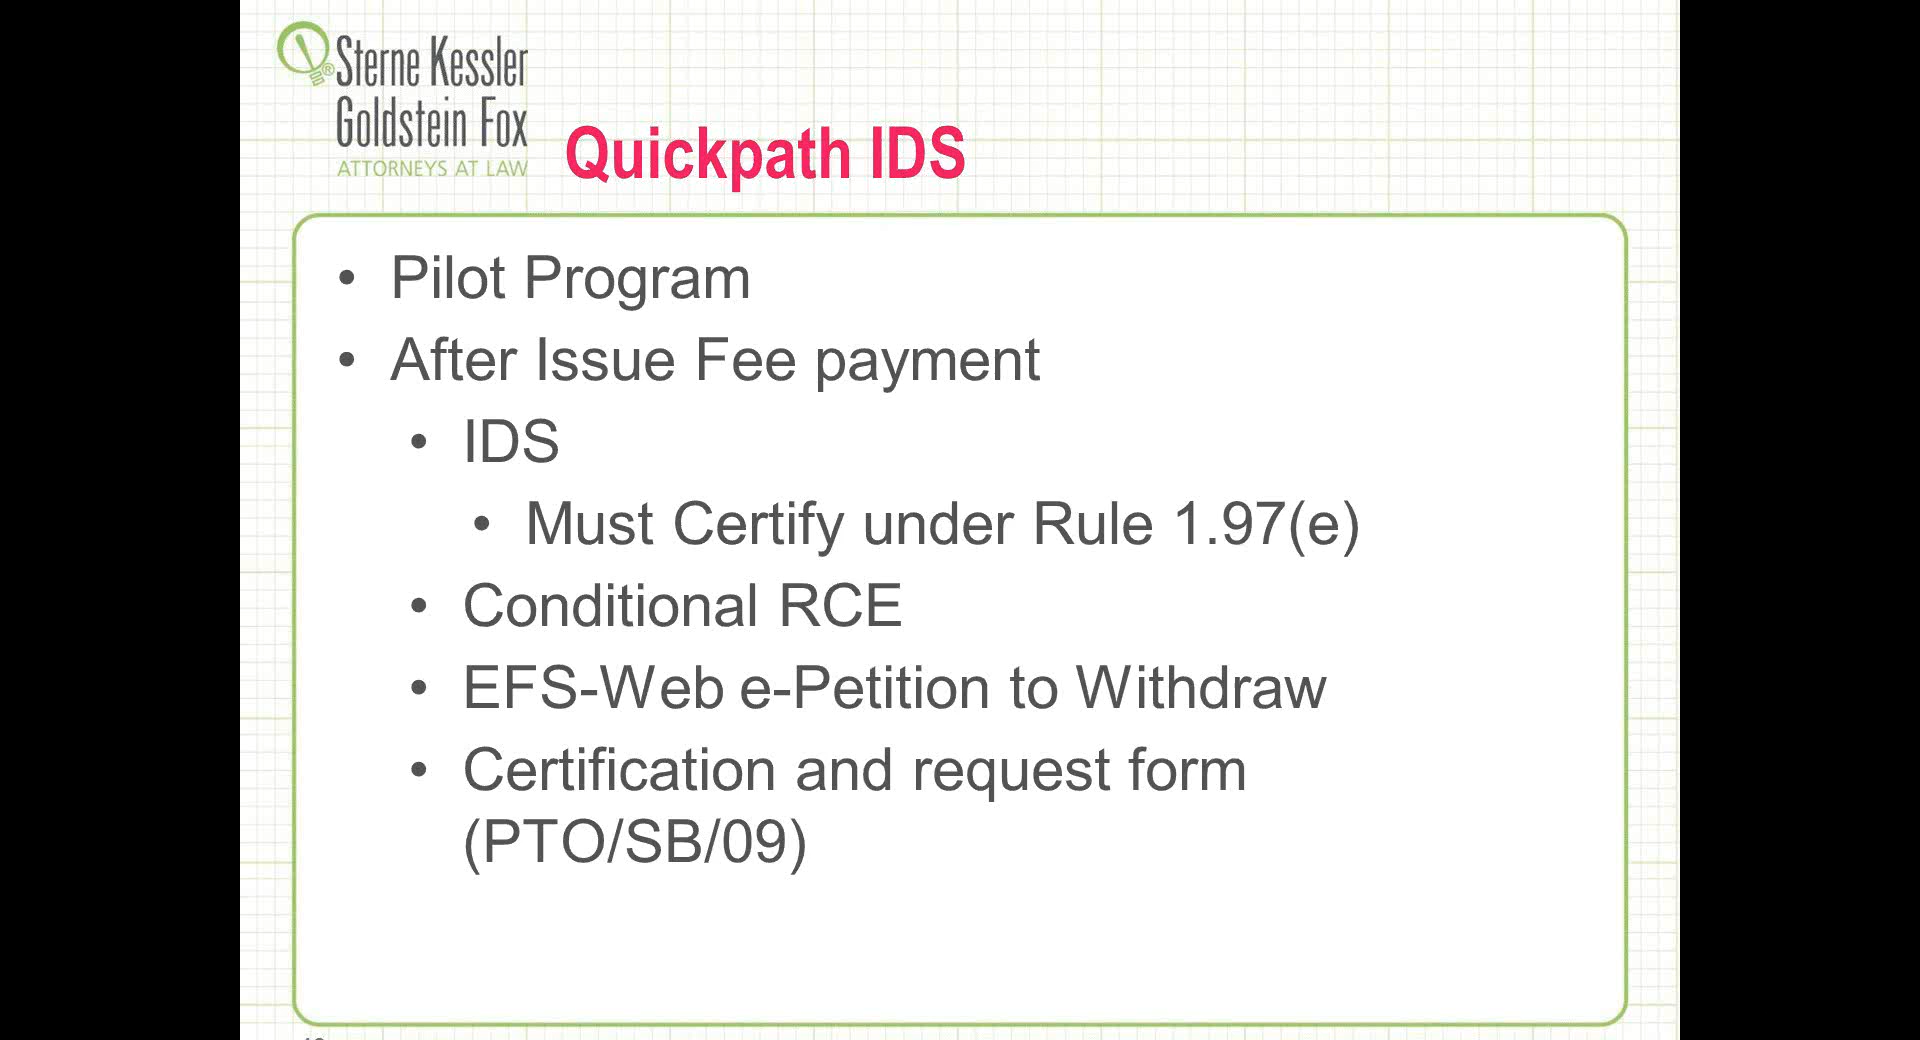 Sterne Kessler
Goldstein Fox
ATTORNEYS AT LAW
Quickpath IDS
• Pilot Program
• After Issue Fee payment
• IDS
• Must Certify under Rule 1.97(e)
• Conditional RCE
• EFS-Web e-Petition to Withdraw
• Certification and request form
(PTO/SB/09)